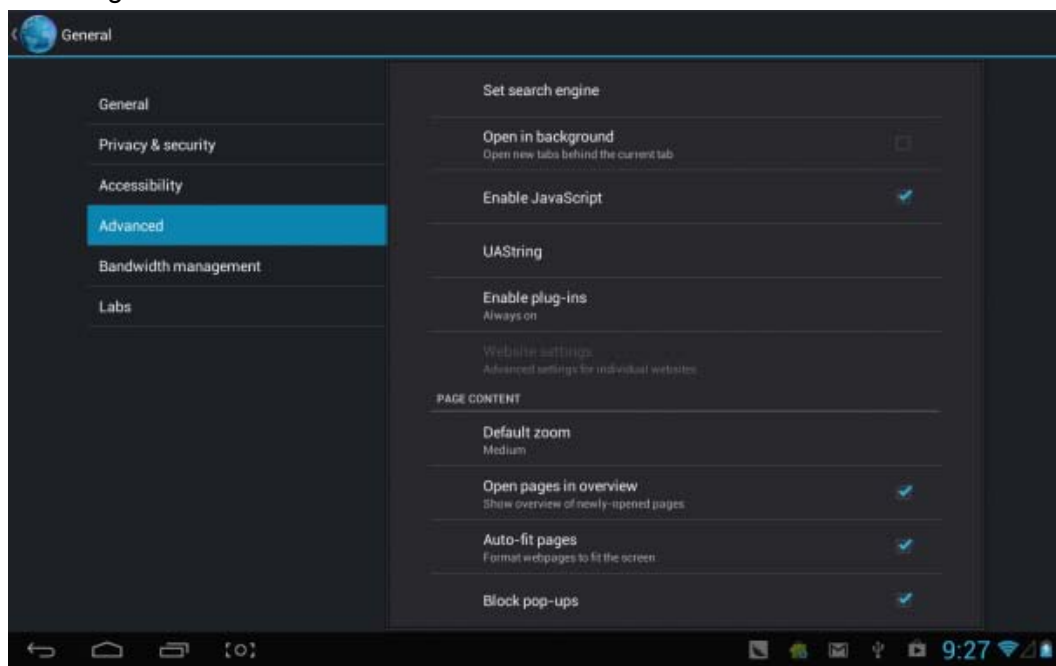 General
General
Privacy & security
Accessibility
Advanced
Bandwidth management
Labs
Set search engine
Open in background
Open new tabs behind the current tab
Enable JavaScript
UAString
Enable plug-ins
Always on
Website settings
Advanced settings for individual websites
PAGE CONTENT
Default zoom
Medium
Open pages in overview
Show overview of newly-opened pages
Auto-fit pages
Format webpages to fit the screen
Block pop-ups
9:27